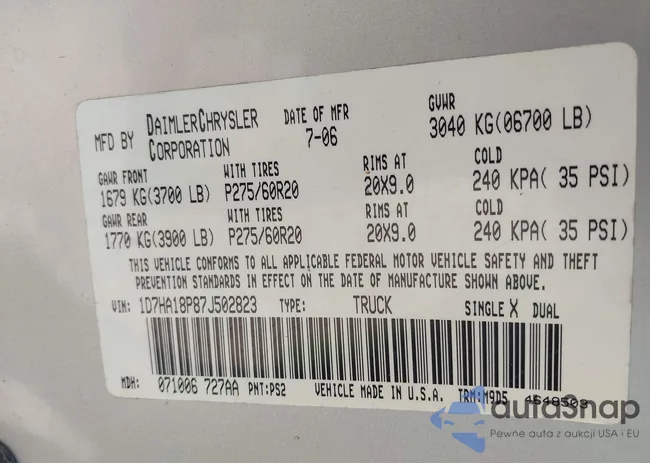 MFD BY DAIMLERCHRYSLER CORPORATION DATE OF MFR 7-06 GVWR 3040 KG(06700 LB)
GAWR FRONT WITH TIRES RIMS AT COLD
1679 KG(3700 LB) P275/60R20 20X9.0 240 KPA( 35 PSI)
GAWR REAR WITH TIRES RIMS AT COLD
1770 KG(3900 LB) P275/60R20 20X9.0 240 KPA( 35 PSI)
THIS VEHICLE CONFORMS TO ALL APPLICABLE FEDERAL MOTOR VEHICLE SAFETY AND THEFT
PREVENTION STANDARDS IN EFFECT ON THE DATE OF MANUFACTURE SHOWN ABOVE.
VIN: 1D7HA18P87J502823 TYPE: TRUCK SINGLE X DUAL
MDH: 071006 727AA PNT:PS2 VEHICLE MADE IN U.S.A. TRM:M9D5 4648503
autaSnap
Pewne auta z aukcji USA i EU